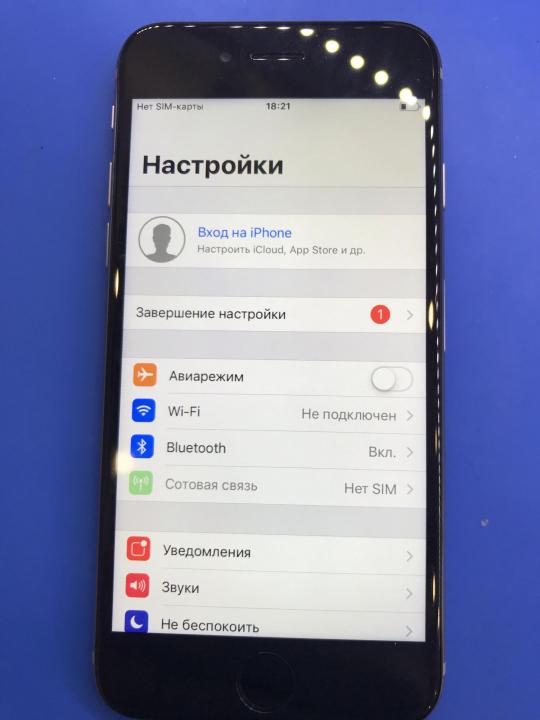 Нет SIM-карты 18:21
Настройки
Вход на iPhone
Настроить iCloud, App Store и др.
Завершение настройки 1
Авиарежим
Wi-Fi Не подключен
Bluetooth Вкл.
Сотовая связь Нет SIM
Уведомления
Звуки
Не беспокоить